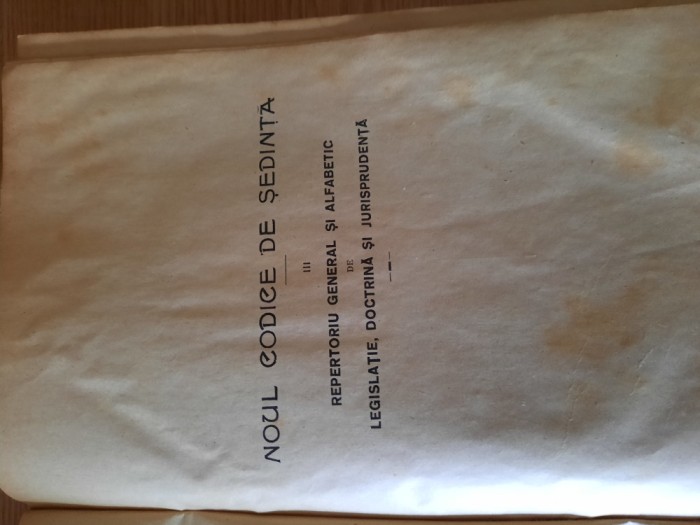 NOUL CODICE DE ȘEDINȚĂ
III
REPERTORIU GENERAL ȘI ALFABETIC
DE
LEGISLAȚIE, DOCTRINĂ ȘI JURISPRUDENȚĂ